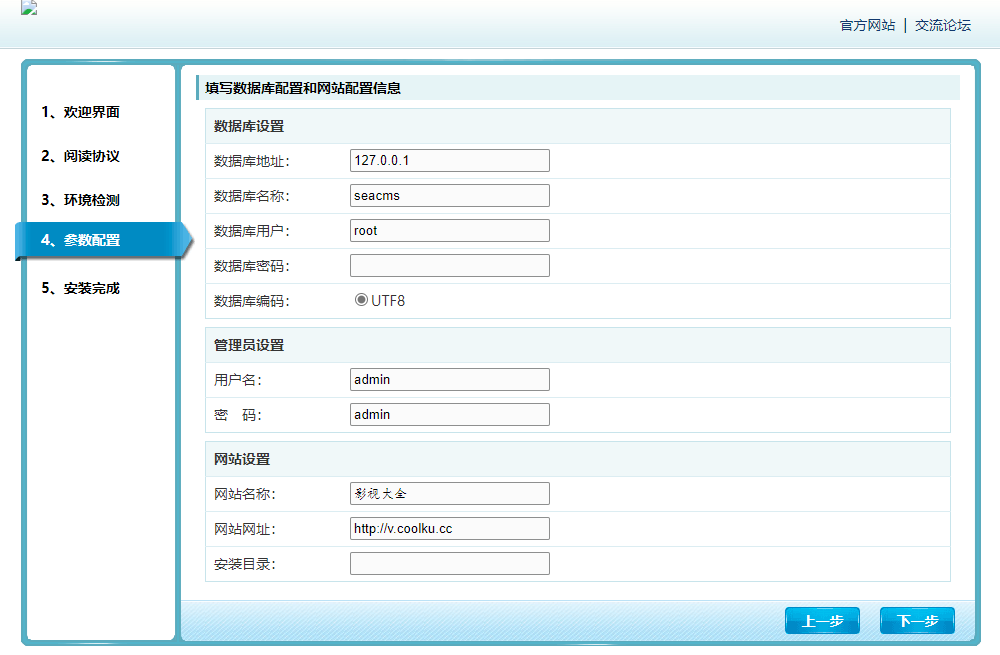 官方网站 | 交流论坛
1、欢迎界面
2、阅读协议
3、环境检测
4、参数配置
5、安装完成
填写数据库配置和网站配置信息
数据库设置
数据库地址： 127.0.0.1
数据库名称： seacms
数据库用户： root
数据库密码：
数据库编码： UTF8
管理员设置
用户名： admin
密　码： admin
网站设置
网站名称： 影视大全
网站网址： http://v.coolku.cc
安装目录：
上一步 下一步